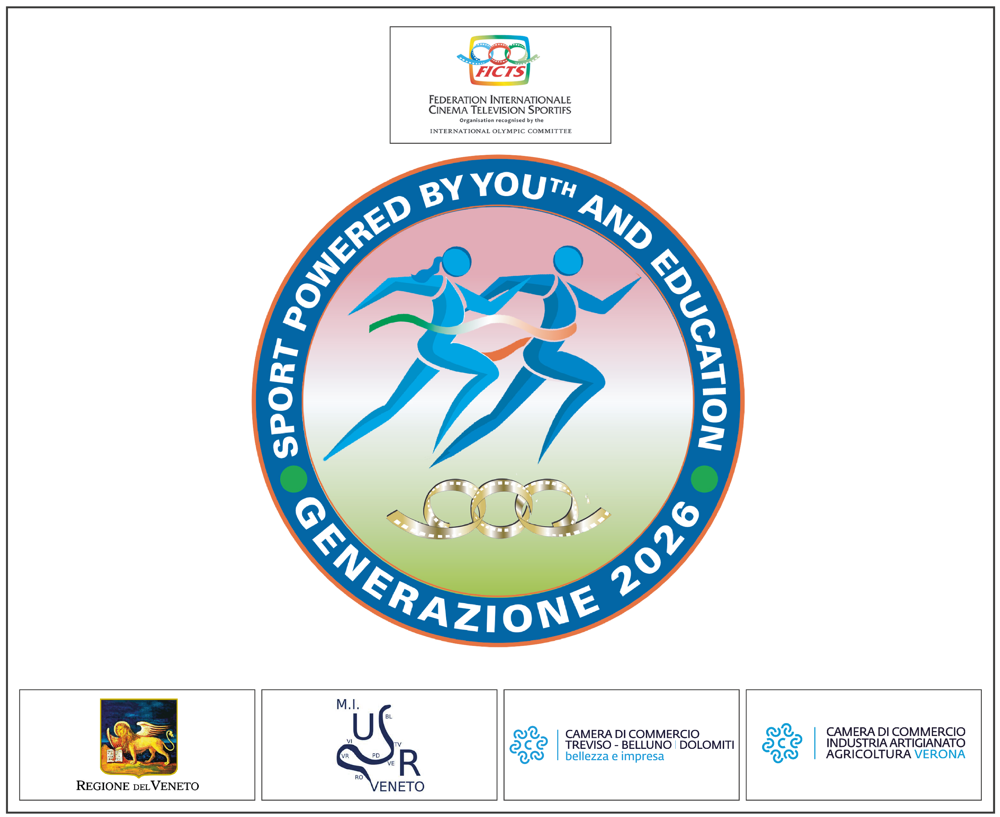 FICTS
FEDERATION INTERNATIONALE
CINEMA TELEVISION SPORTIFS
Organisation recognised by the
INTERNATIONAL OLYMPIC COMMITTEE
SPORT POWERED BY YOUTH AND EDUCATION
GENERAZIONE 2026
REGIONE DEL VENETO
M.I.
U
S
R
BL
VI
TV
VR
PD
VE
RO
VENETO
CAMERA DI COMMERCIO
TREVISO - BELLUNO | DOLOMITI
bellezza e impresa
CAMERA DI COMMERCIO
INDUSTRIA ARTIGIANATO
AGRICOLTURA VERONA